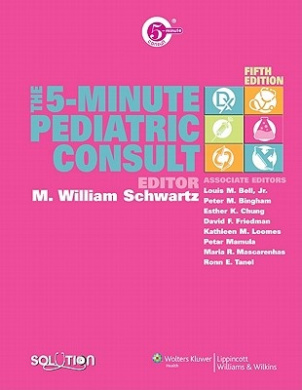 5-minute
consult
FIFTH EDITION
THE
5-MINUTE
PEDIATRIC
CONSULT
EDITOR
M. William Schwartz
ASSOCIATE EDITORS
Louis M. Bell, Jr.
Peter M. Bingham
Esther K. Chung
David F. Friedman
Kathleen M. Loomes
Petar Mamula
Maria R. Mascarenhas
Ronn E. Tanel
SOLUTION
Wolters Kluwer
Health
Lippincott
Williams & Wilkins